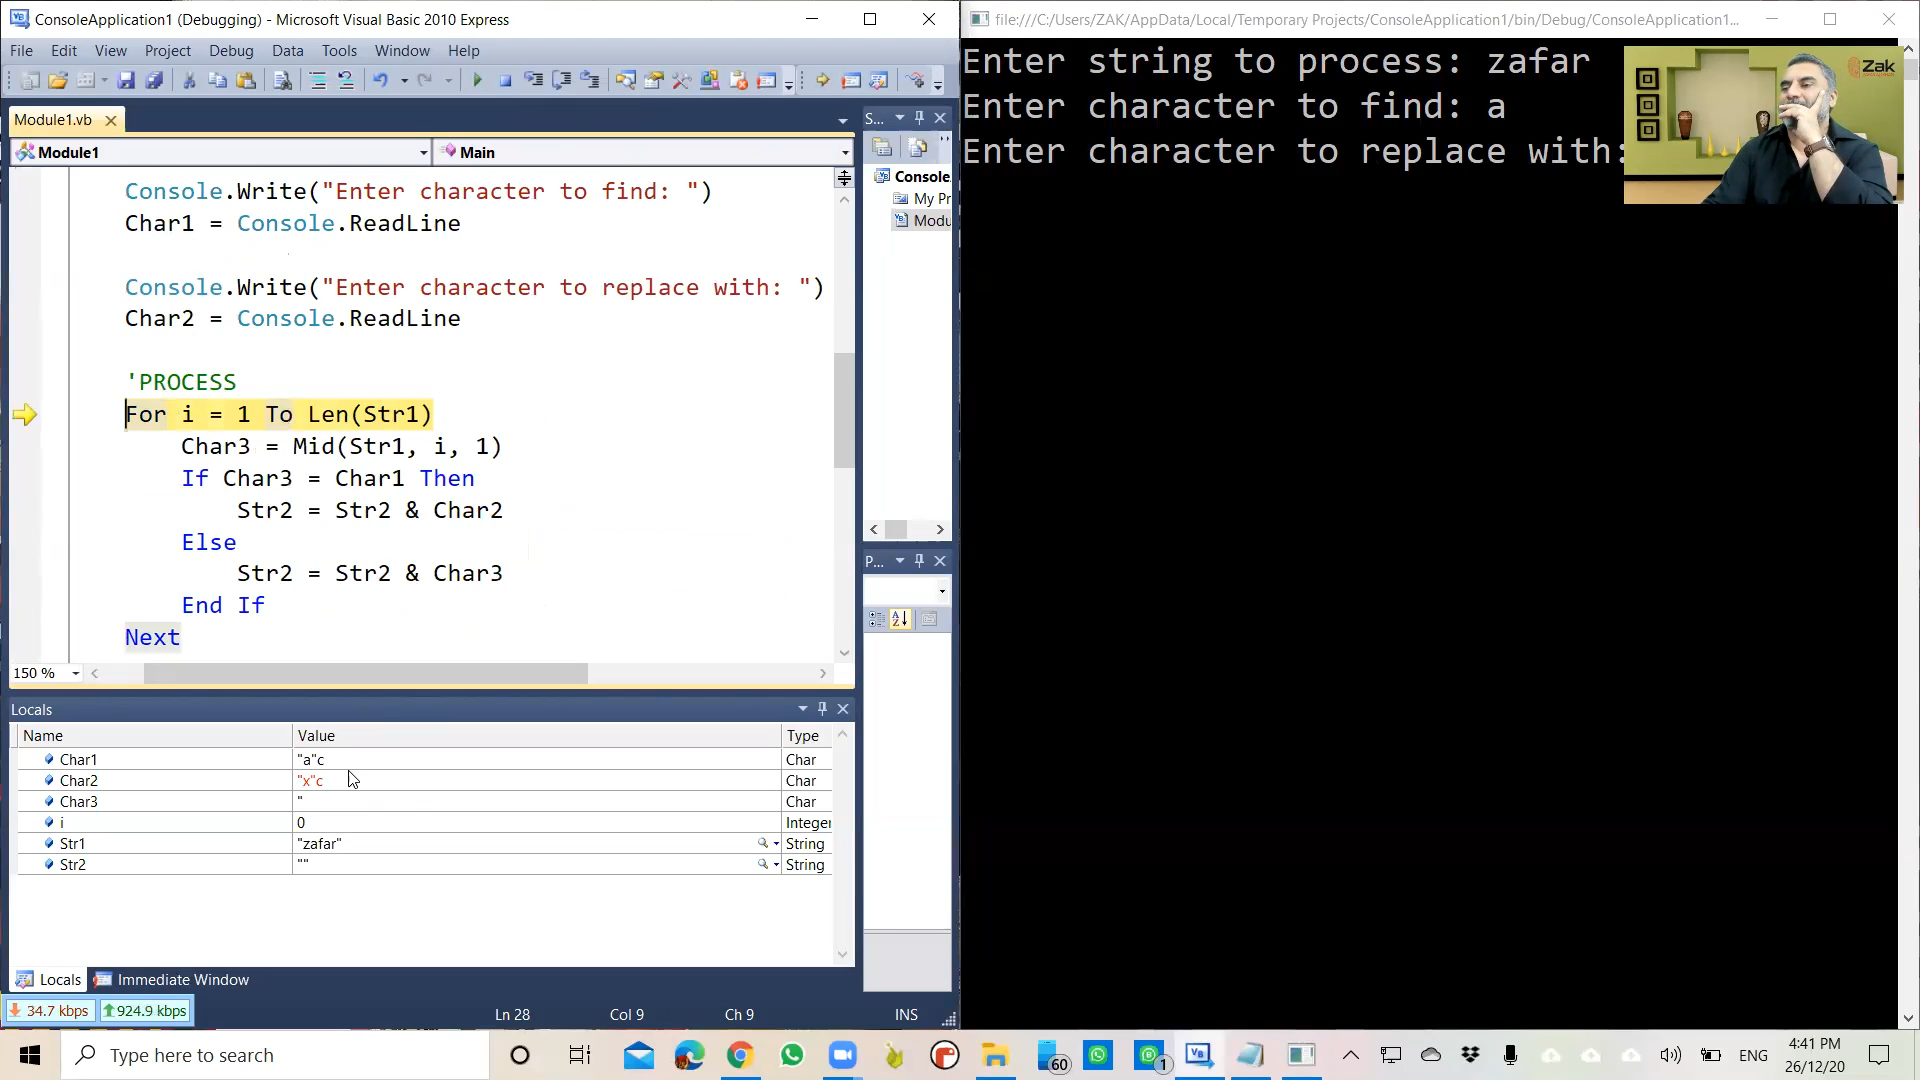 ConsoleApplication1 (Debugging) - Microsoft Visual Basic 2010 Express
File Edit View Project Debug Data Tools Window Help
Module1.vb
Module1
Main
Console.Write("Enter character to find: ")
Char1 = Console.ReadLine
Console.Write("Enter character to replace with: ")
Char2 = Console.ReadLine
'PROCESS
For i = 1 To Len(Str1)
Char3 = Mid(Str1, i, 1)
If Char3 = Char1 Then
Str2 = Str2 & Char2
Else
Str2 = Str2 & Char3
End If
Next
150 %
S...
Console
My Pr
Modu
P...
Locals
Name Value Type
Char1 "a"c Char
Char2 "x"c Char
Char3 " Char
i 0 Integer
Str1 "zafar" String
Str2 "" String
Locals Immediate Window
34.7 kbps 924.9 kbps
Ln 28 Col 9 Ch 9 INS
file:///C:/Users/ZAK/AppData/Local/Temporary Projects/ConsoleApplication1/bin/Debug/ConsoleApplication1...
Enter string to process: zafar
Enter character to find: a
Enter character to replace with:
Zak
Type here to search
60
1
ENG
4:41 PM
26/12/20